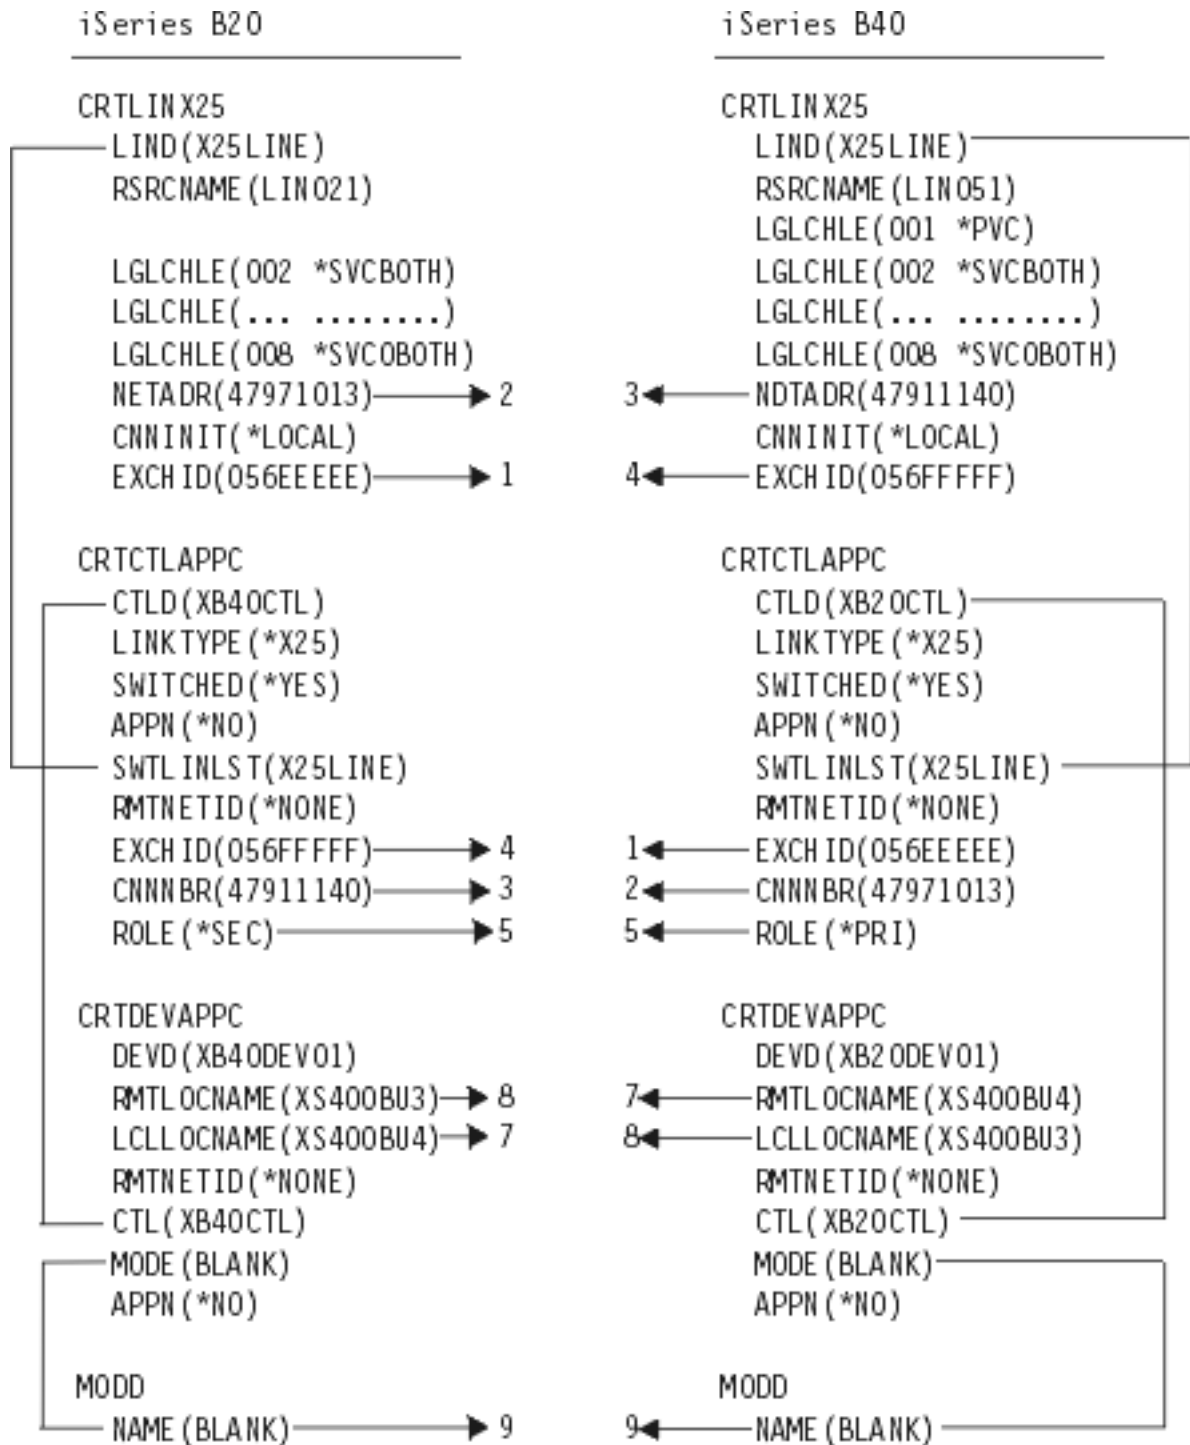 iSeries B20
CRTLINX25
LIND(X25LINE)
RSRCNAME(LIN021)
LGLCHLE(002 *SVCBOTH)
LGLCHLE(... ........)
LGLCHLE(008 *SVCOBOTH)
NETADR(47971013) 2
CNNINIT(*LOCAL)
EXCHID(056EEEEE) 1
CRTCTLAPPC
CTLD(XB40CTL)
LINKTYPE(*X25)
SWITCHED(*YES)
APPN(*NO)
SWTLINLST(X25LINE)
RMTNETID(*NONE)
EXCHID(056FFFFF) 4
CNNNBR(47911140) 3
ROLE(*SEC) 5
CRTDEVAPPC
DEVD(XB40DEV01)
RMTLOCNAME(XS400BU3) 8
LCLLOCNAME(XS400BU4) 7
RMTNETID(*NONE)
CTL(XB40CTL)
MODE(BLANK)
APPN(*NO)
MODD
NAME(BLANK) 9
iSeries B40
CRTLINX25
LIND(X25LINE)
RSRCNAME(LIN051)
LGLCHLE(001 *PVC)
LGLCHLE(002 *SVCBOTH)
LGLCHLE(... ........)
LGLCHLE(008 *SVCOBOTH)
3 NDTADR(47911140)
CNNINIT(*LOCAL)
4 EXCHID(056FFFFF)
CRTCTLAPPC
CTLD(XB20CTL)
LINKTYPE(*X25)
SWITCHED(*YES)
APPN(*NO)
SWTLINLST(X25LINE)
RMTNETID(*NONE)
1 EXCHID(056EEEEE)
2 CNNNBR(47971013)
5 ROLE(*PRI)
CRTDEVAPPC
DEVD(XB20DEV01)
7 RMTLOCNAME(XS400BU4)
8 LCLLOCNAME(XS400BU3)
RMTNETID(*NONE)
CTL(XB20CTL)
MODE(BLANK)
APPN(*NO)
MODD
9 NAME(BLANK)